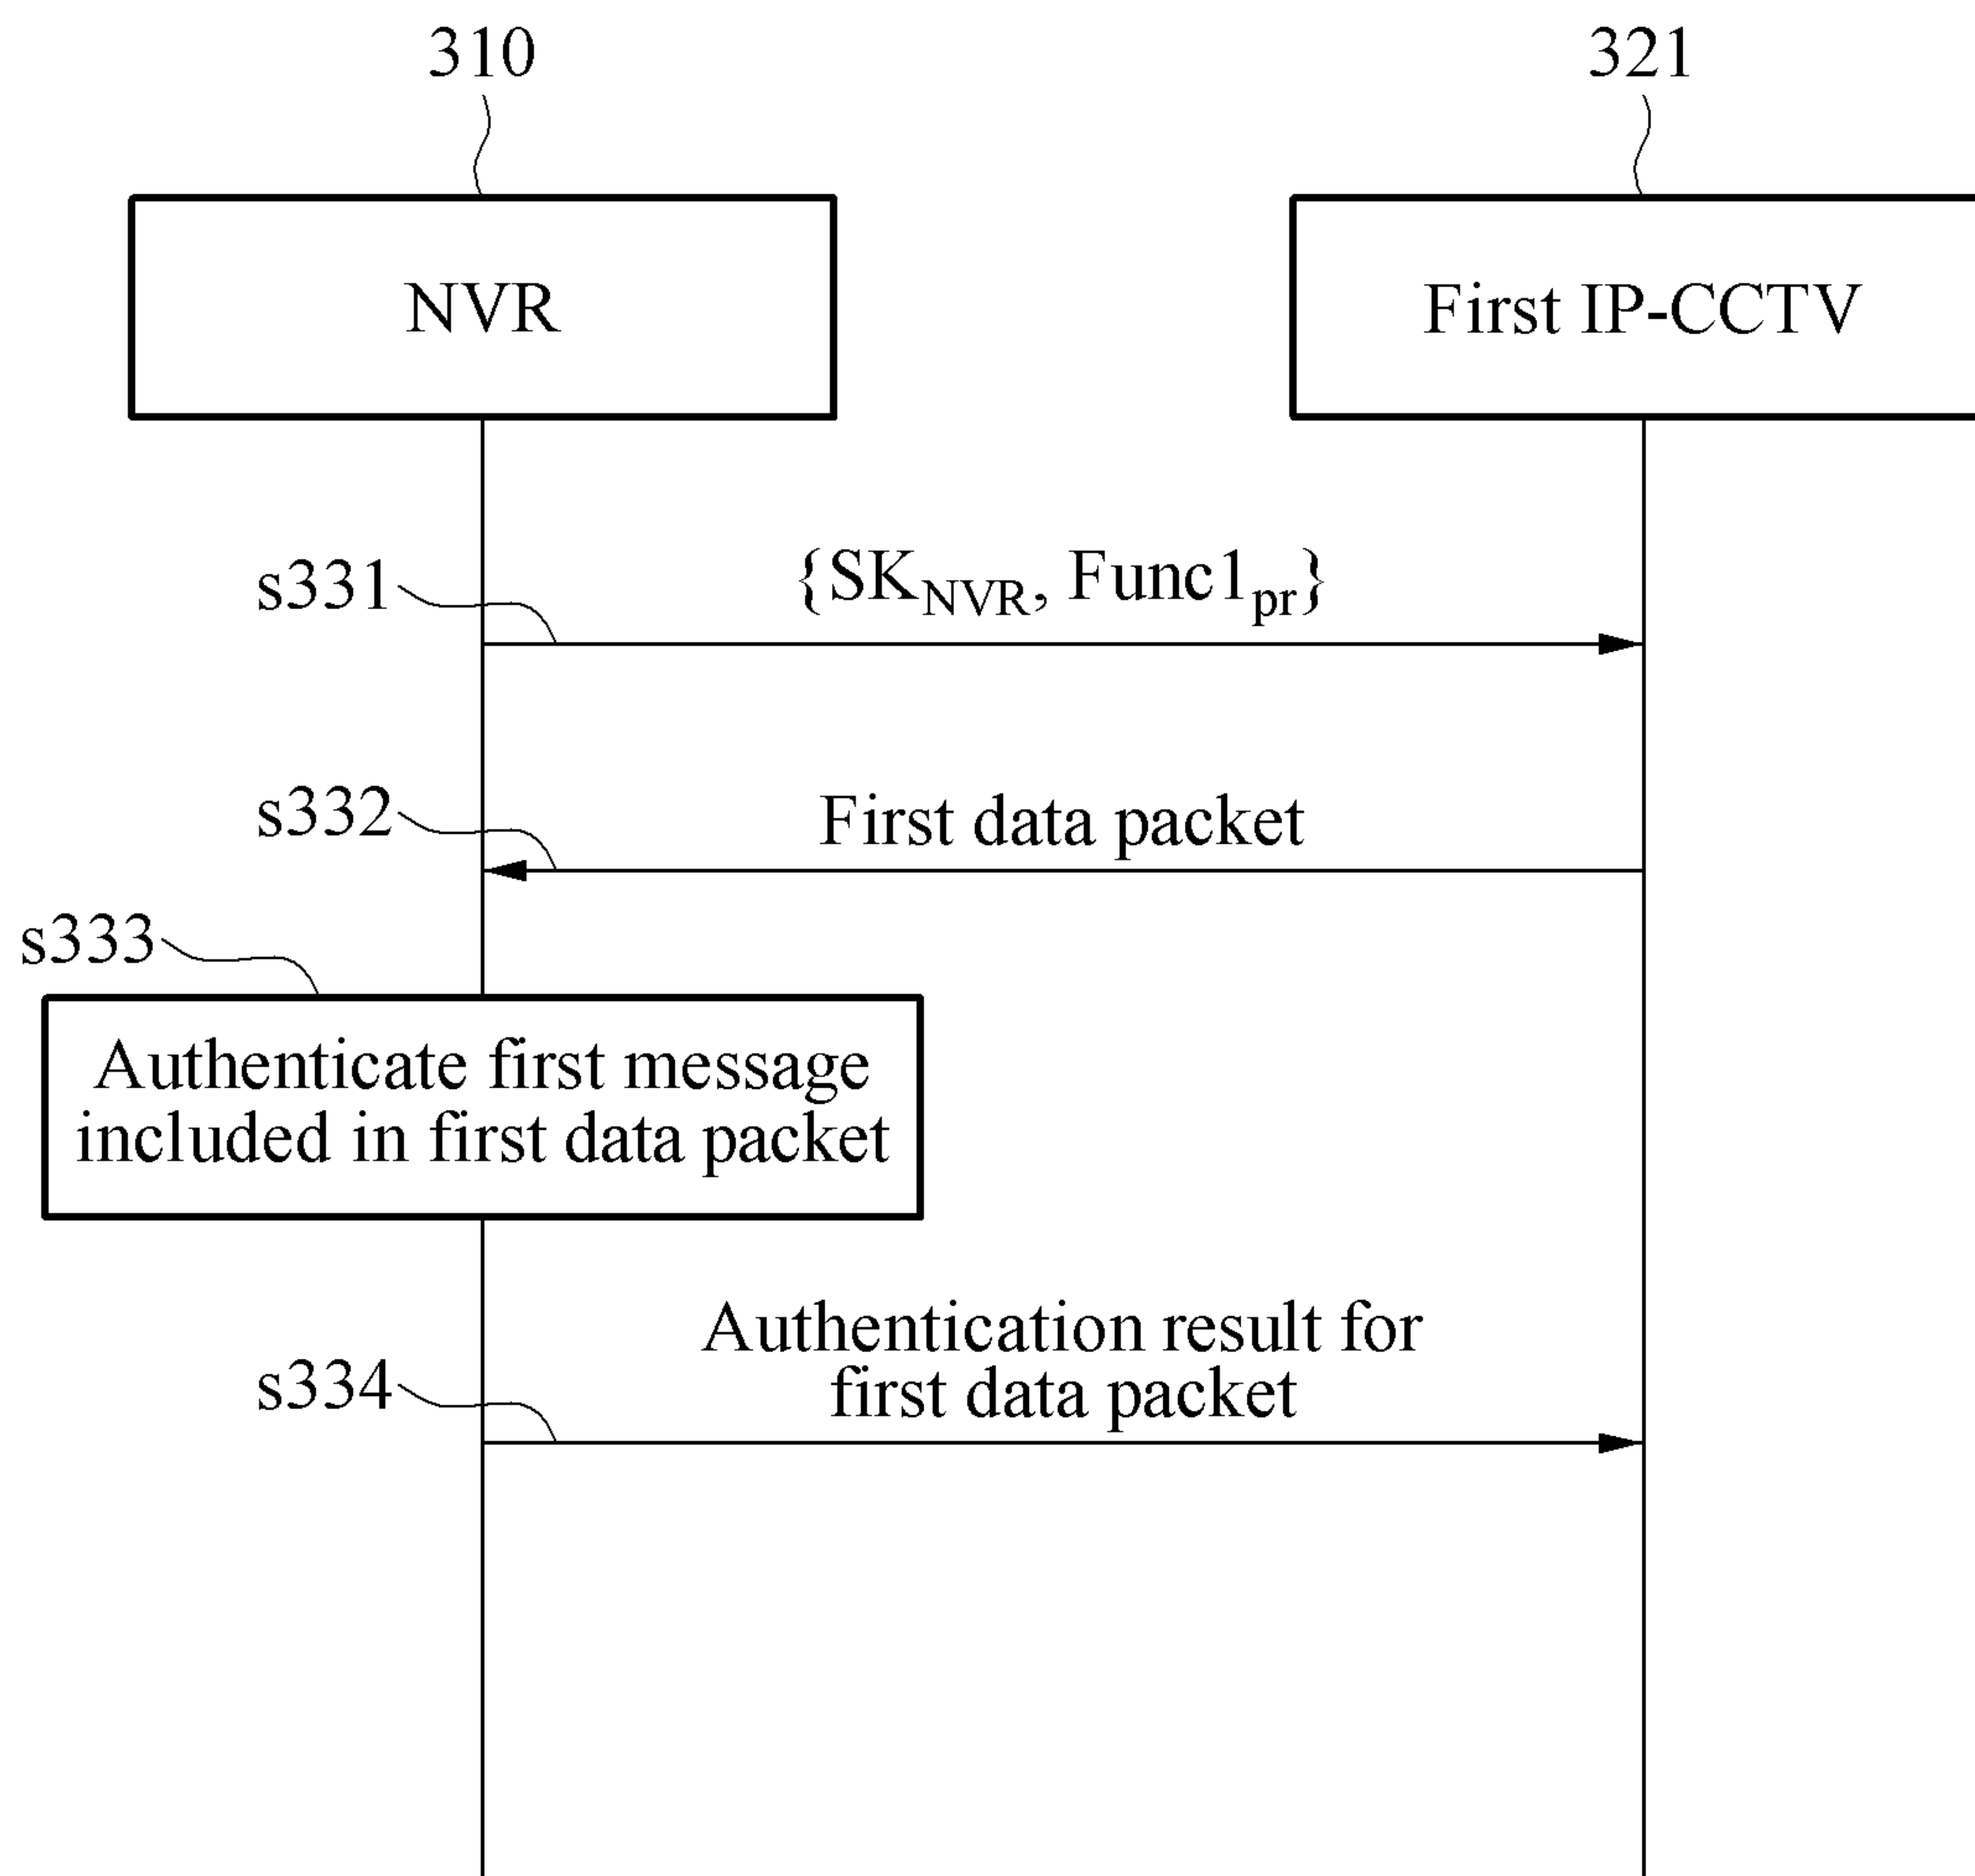 310
321
NVR
First IP-CCTV
s331
{SK_NVR, Func1_pr}
s332
First data packet
s333
Authenticate first message
included in first data packet
Authentication result for
first data packet
s334